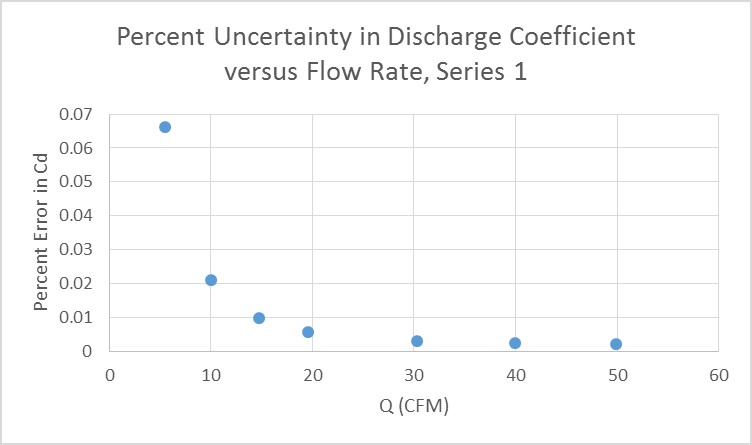 Percent Uncertainty in Discharge Coefficient
versus Flow Rate, Series 1
0.07
0.06
0.05
0.04
0.03
0.02
0.01
0
Percent Error in Cd
0 10 20 30 40 50 60
Q (CFM)